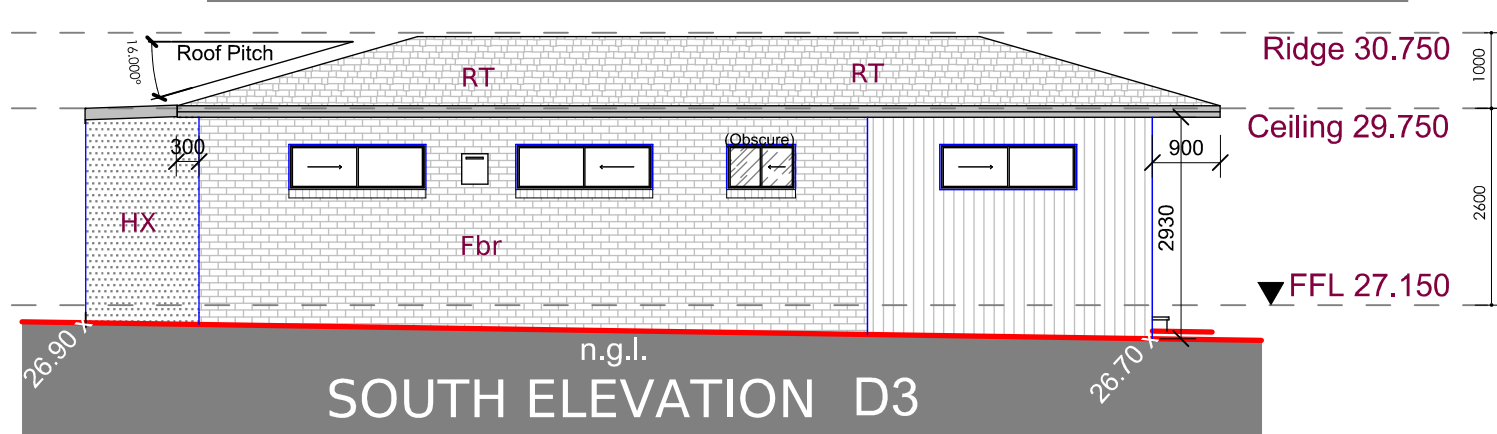 16.000°
Roof Pitch
RT
RT
Ridge 30.750
1000
Ceiling 29.750
300
(Obscure)
900
HX
Fbr
2930
2600
FFL 27.150
26.90 x
n.g.l.
26.70 x
SOUTH ELEVATION D3